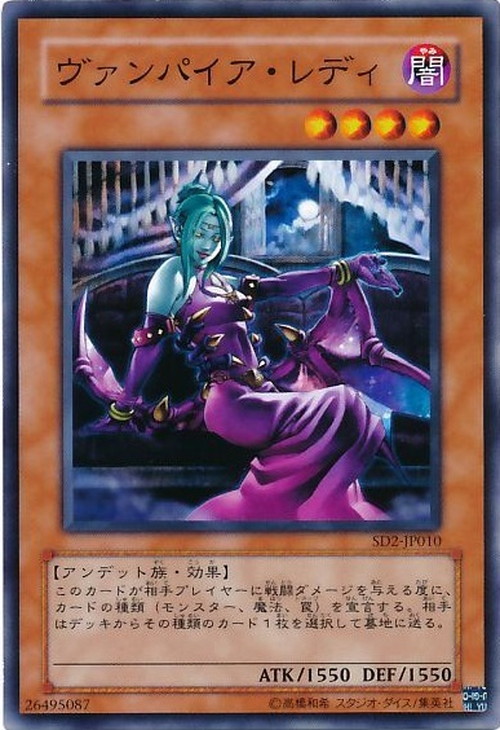 ヴァンパイア・レディ
やみ
闇
SD2-JP010
【アンデット族・効果】
このカードが相手プレイヤーに戦闘ダメージを与える度に、
カードの種類(モンスター、魔法、罠)を宣言する。相手
はデッキからその種類のカード1枚を選択して墓地に送る。
ATK/1550 DEF/1550
26495087
©高橋和希 スタジオ・ダイス/集英社